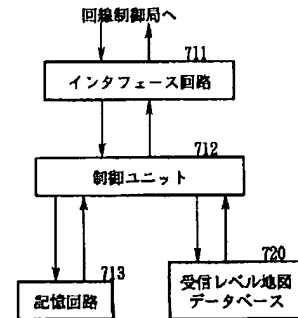 回線制御局へ
711
インタフェース回路
712
制御ユニット
713
記憶回路
720
受信レベル地図
データベース